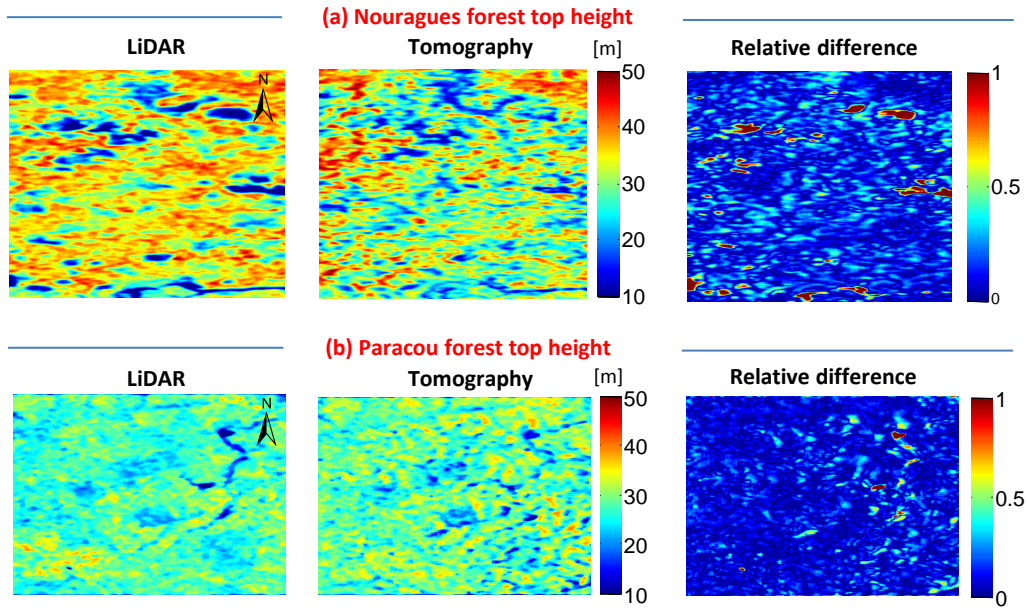 (a) Nouragues forest top height
LiDAR Tomography [m] Relative difference
N
50
40
30
20
10
1
0.5
0
(b) Paracou forest top height
LiDAR Tomography [m] Relative difference
N
50
40
30
20
10
1
0.5
0